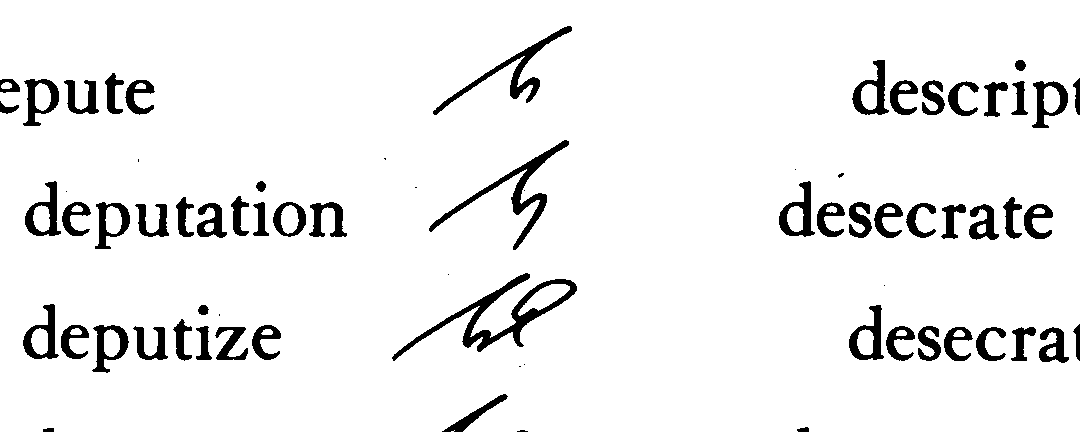 epute
deputation
deputize
descript
desecrate
desecrat